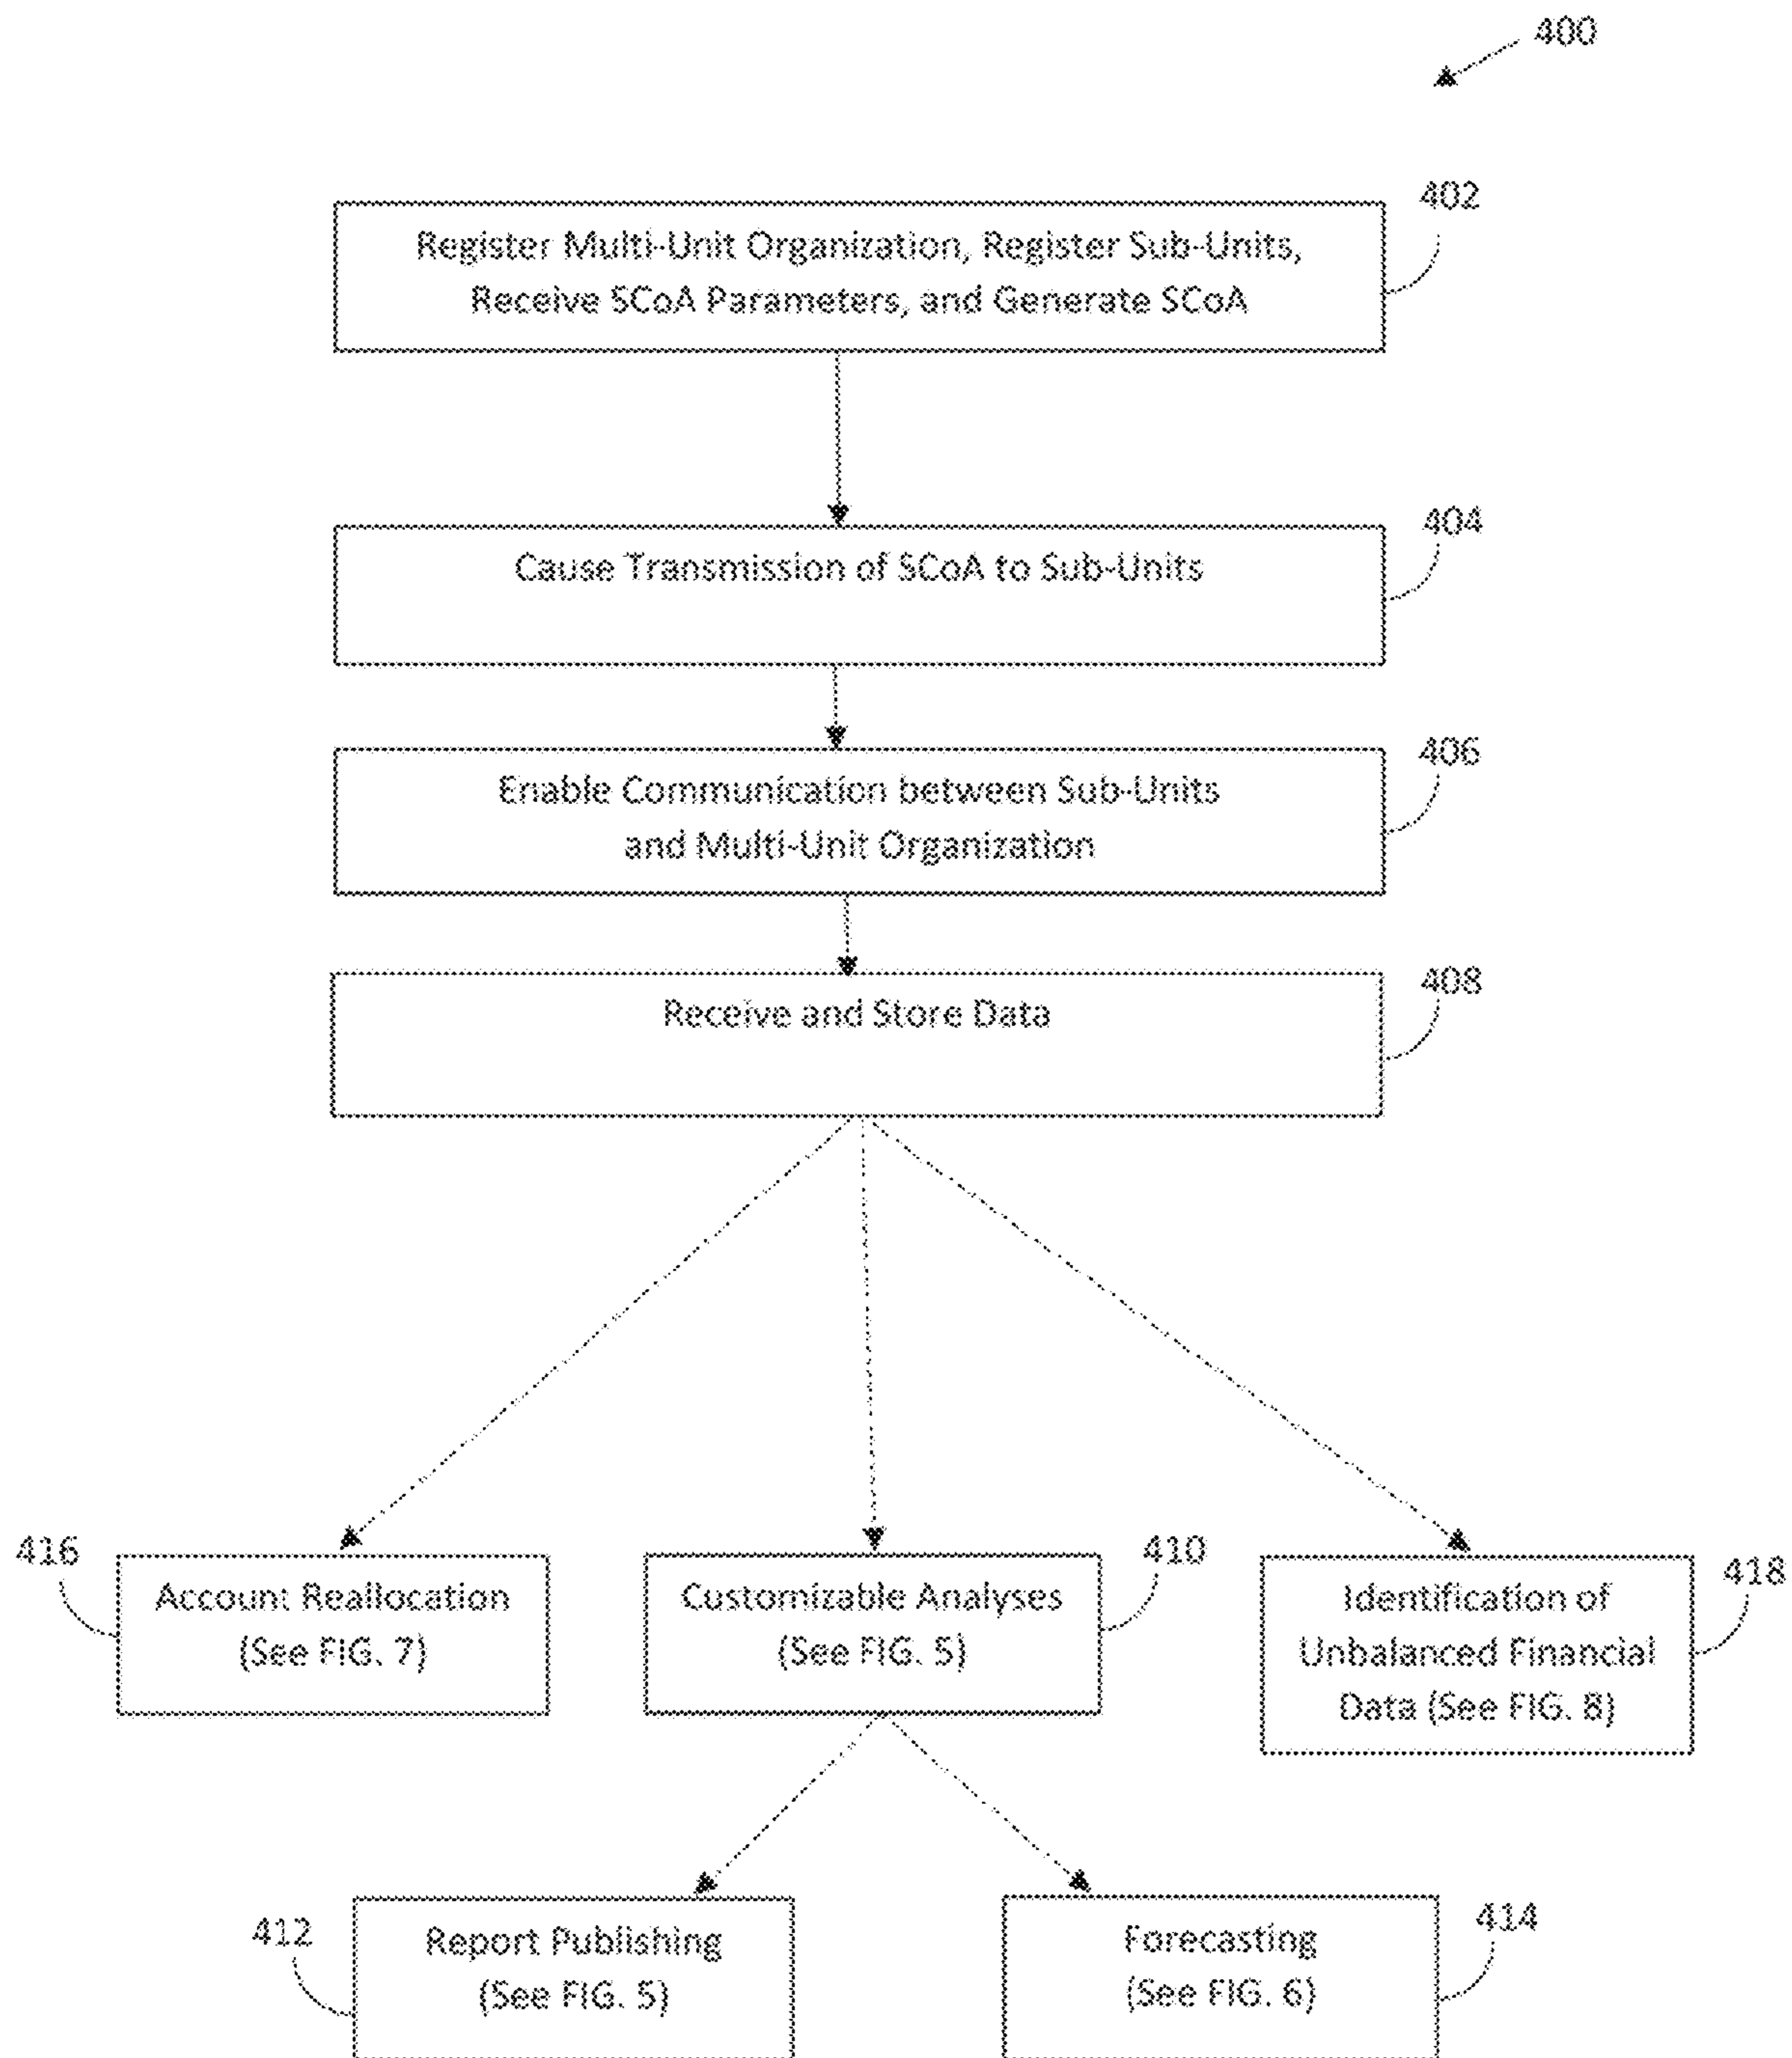 400
402
Register Multi-Unit Organization, Register Sub-Units,
Receive SCoA Parameters, and Generate SCoA
404
Cause Transmission of SCoA to Sub-Units
406
Enable Communication between Sub-Units
and Multi-Unit Organization
408
Receive and Store Data
416
Account Reallocation
(See FIG. 7)
410
Customizable Analyses
(See FIG. 5)
418
Identification of
Unbalanced Financial
Data (See FIG. 8)
412
Report Publishing
(See FIG. 5)
414
Forecasting
(See FIG. 6)